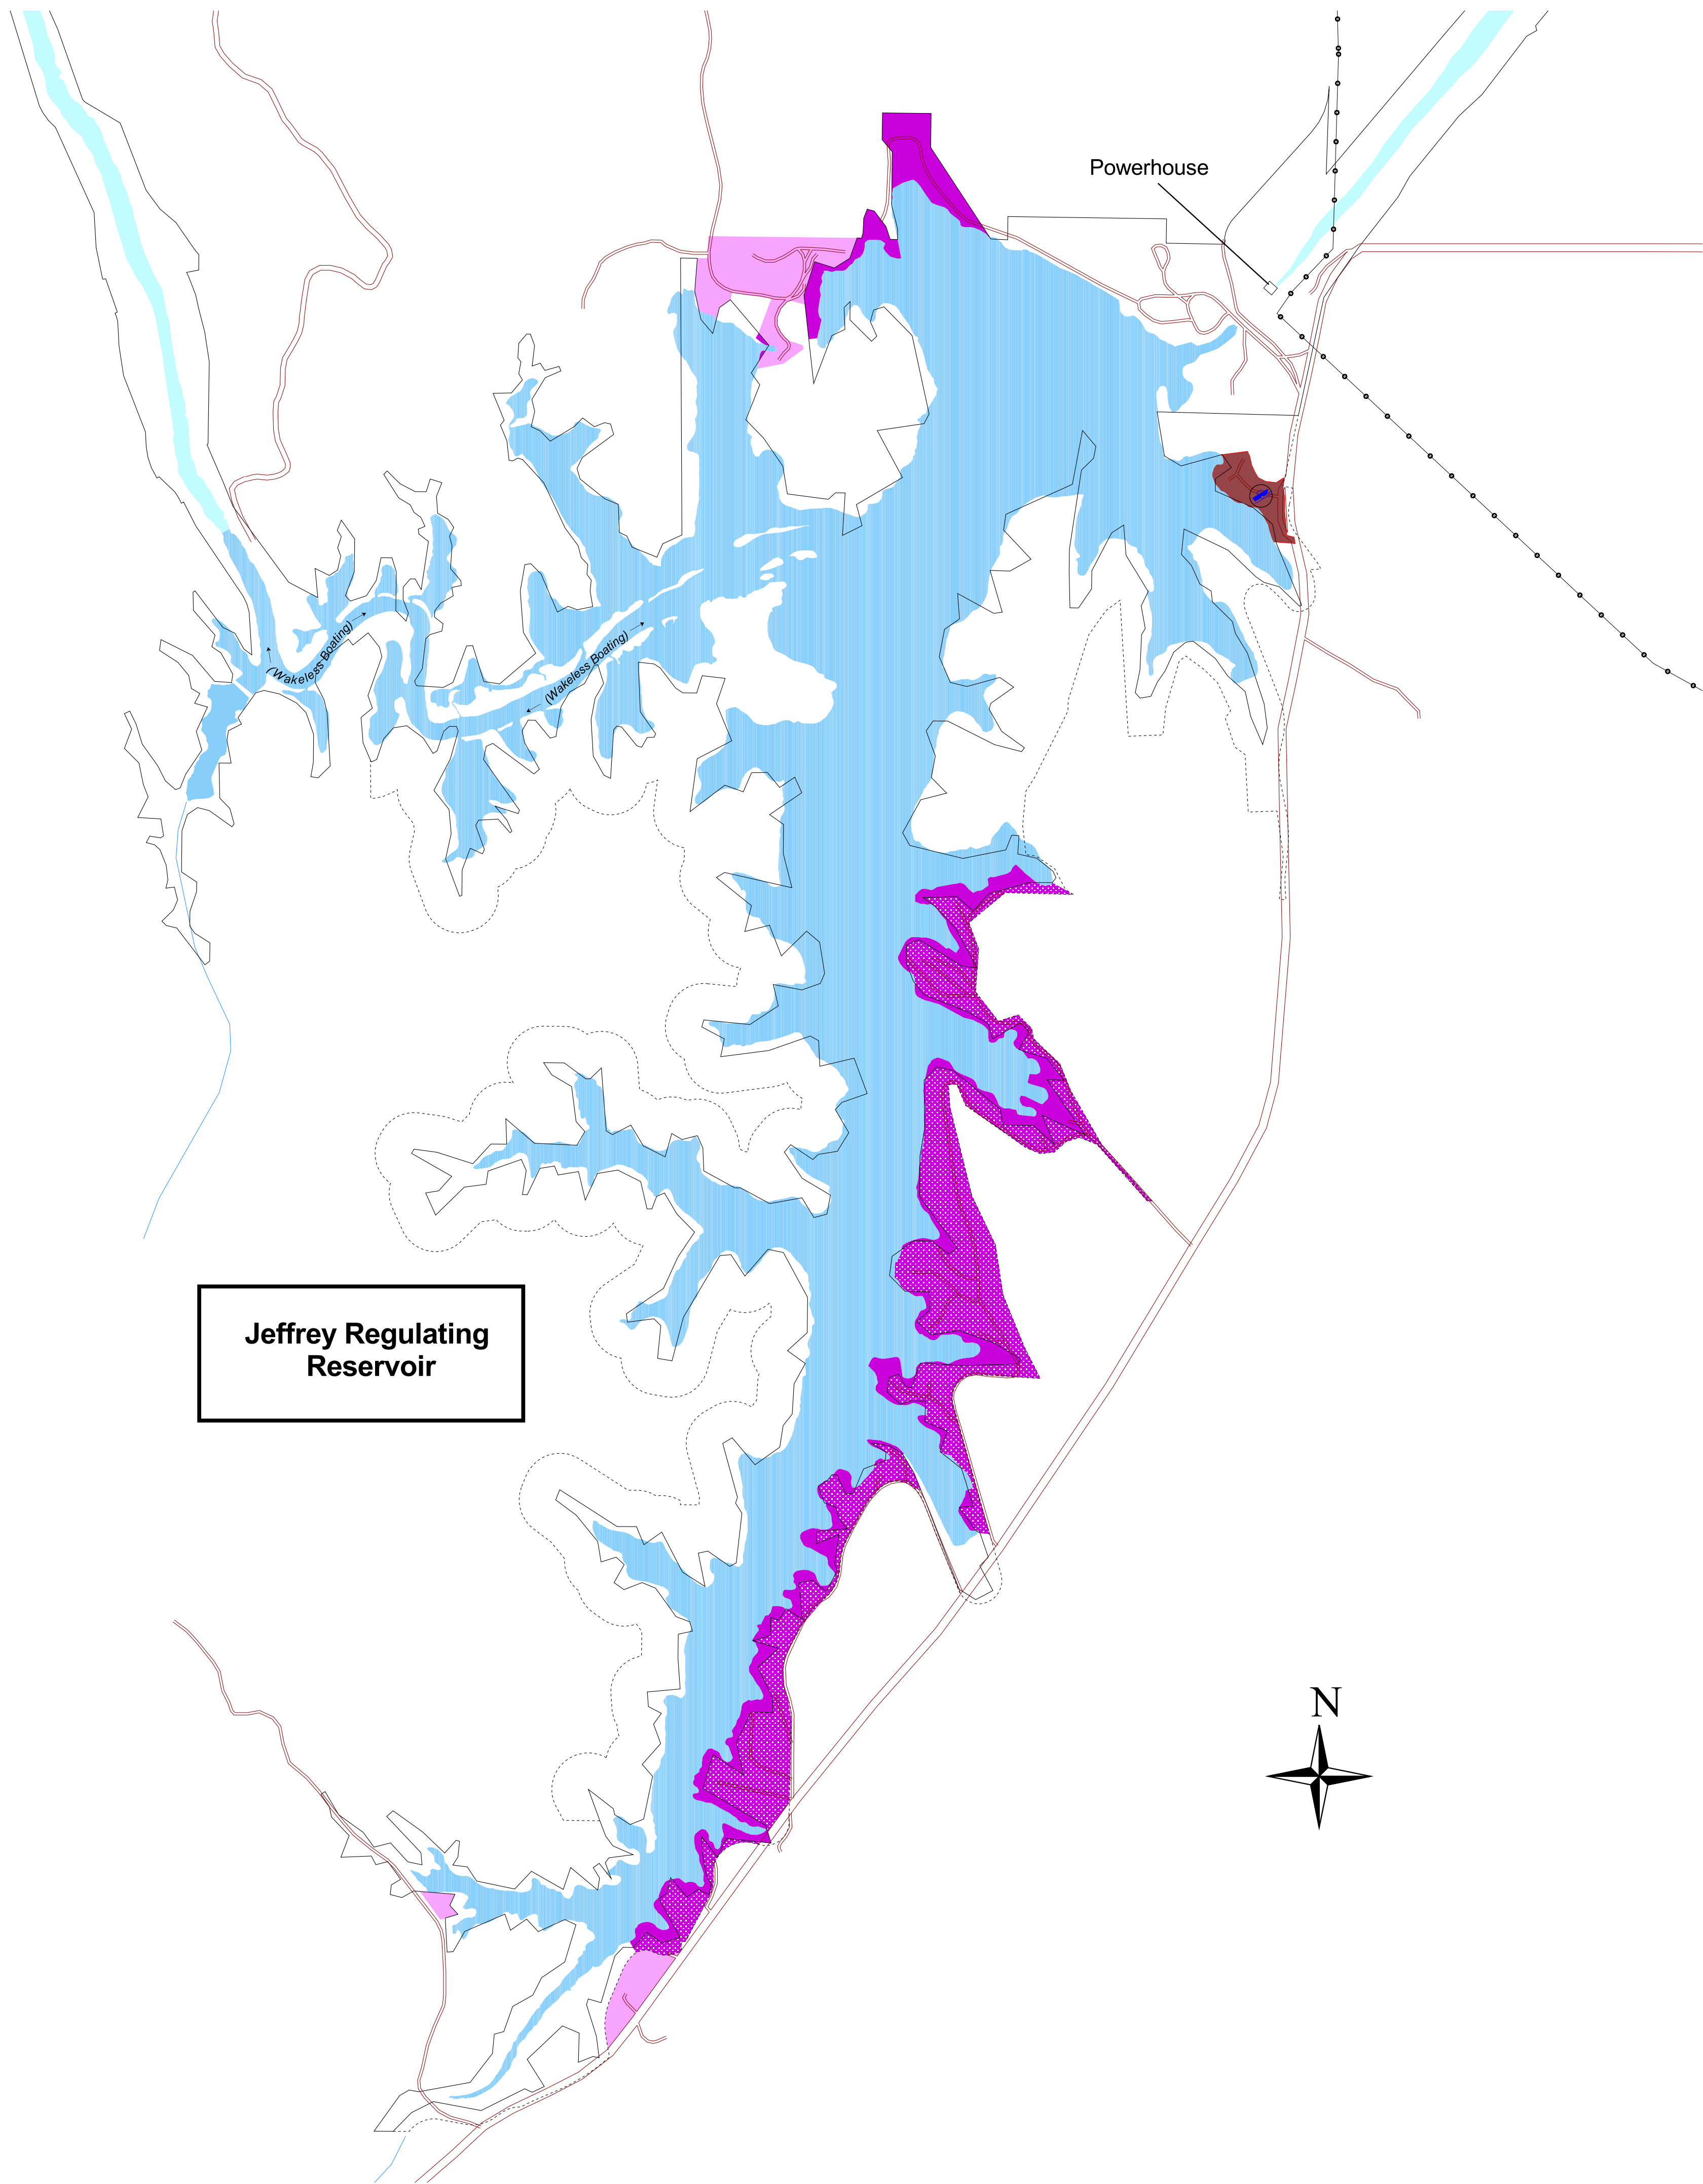 Powerhouse
(Wakeless Boating)
(Wakeless Boating)
Jeffrey Regulating
Reservoir
N